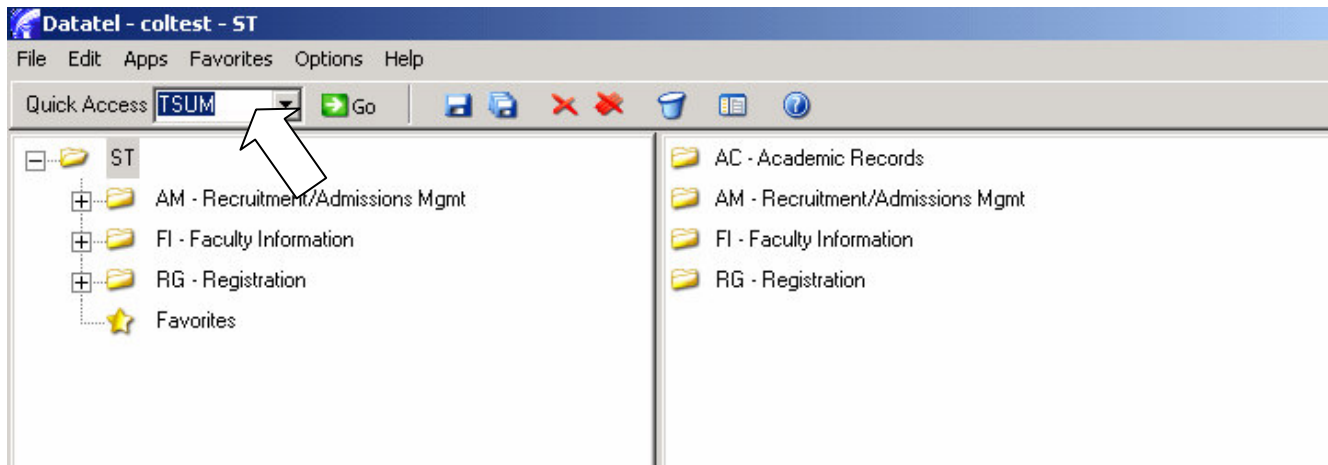 Datatel - coltest - ST
File Edit Apps Favorites Options Help
Quick Access TSUM Go
ST
AM - Recruitment/Admissions Mgmt
FI - Faculty Information
RG - Registration
Favorites
AC - Academic Records
AM - Recruitment/Admissions Mgmt
FI - Faculty Information
RG - Registration